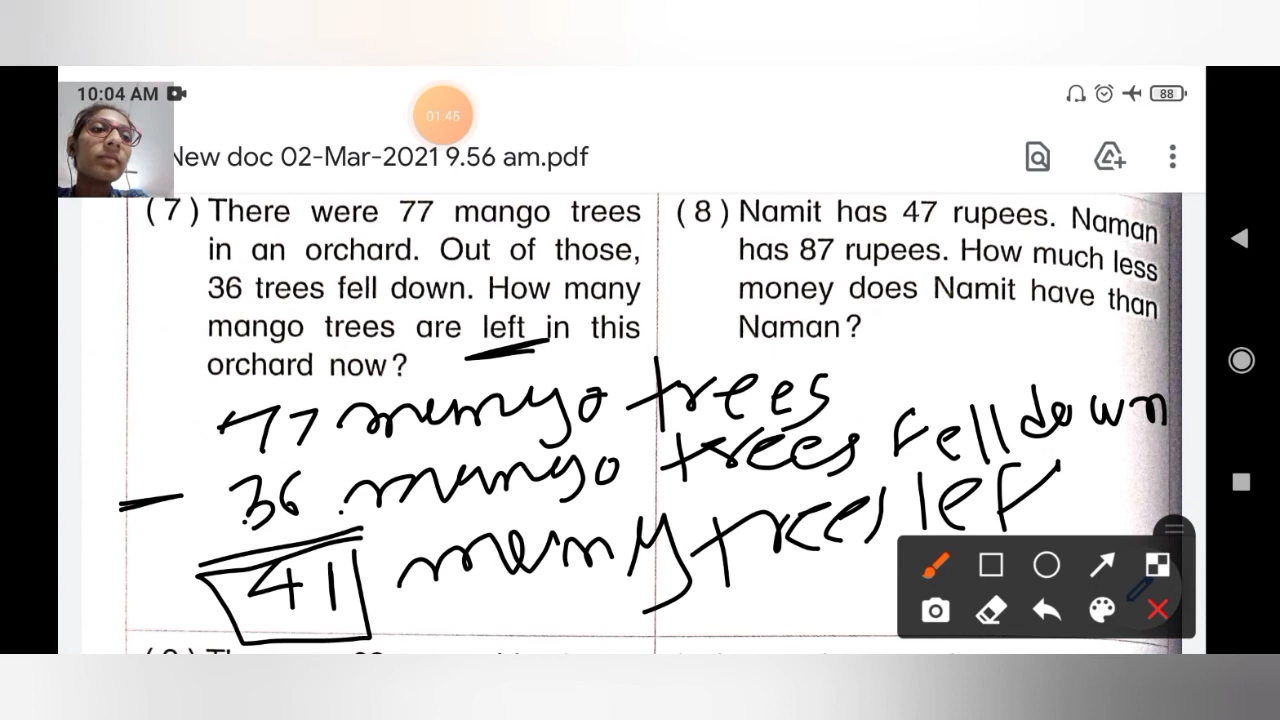 10:04 AM
01:46
88
New doc 02-Mar-2021 9.56 am.pdf
(7) There were 77 mango trees
in an orchard. Out of those,
36 trees fell down. How many
mango trees are left in this
orchard now?
(8) Namit has 47 rupees. Naman
has 87 rupees. How much less
money does Namit have than
Naman?
77 mango trees
- 36 mango trees fell down
41 many trees lef